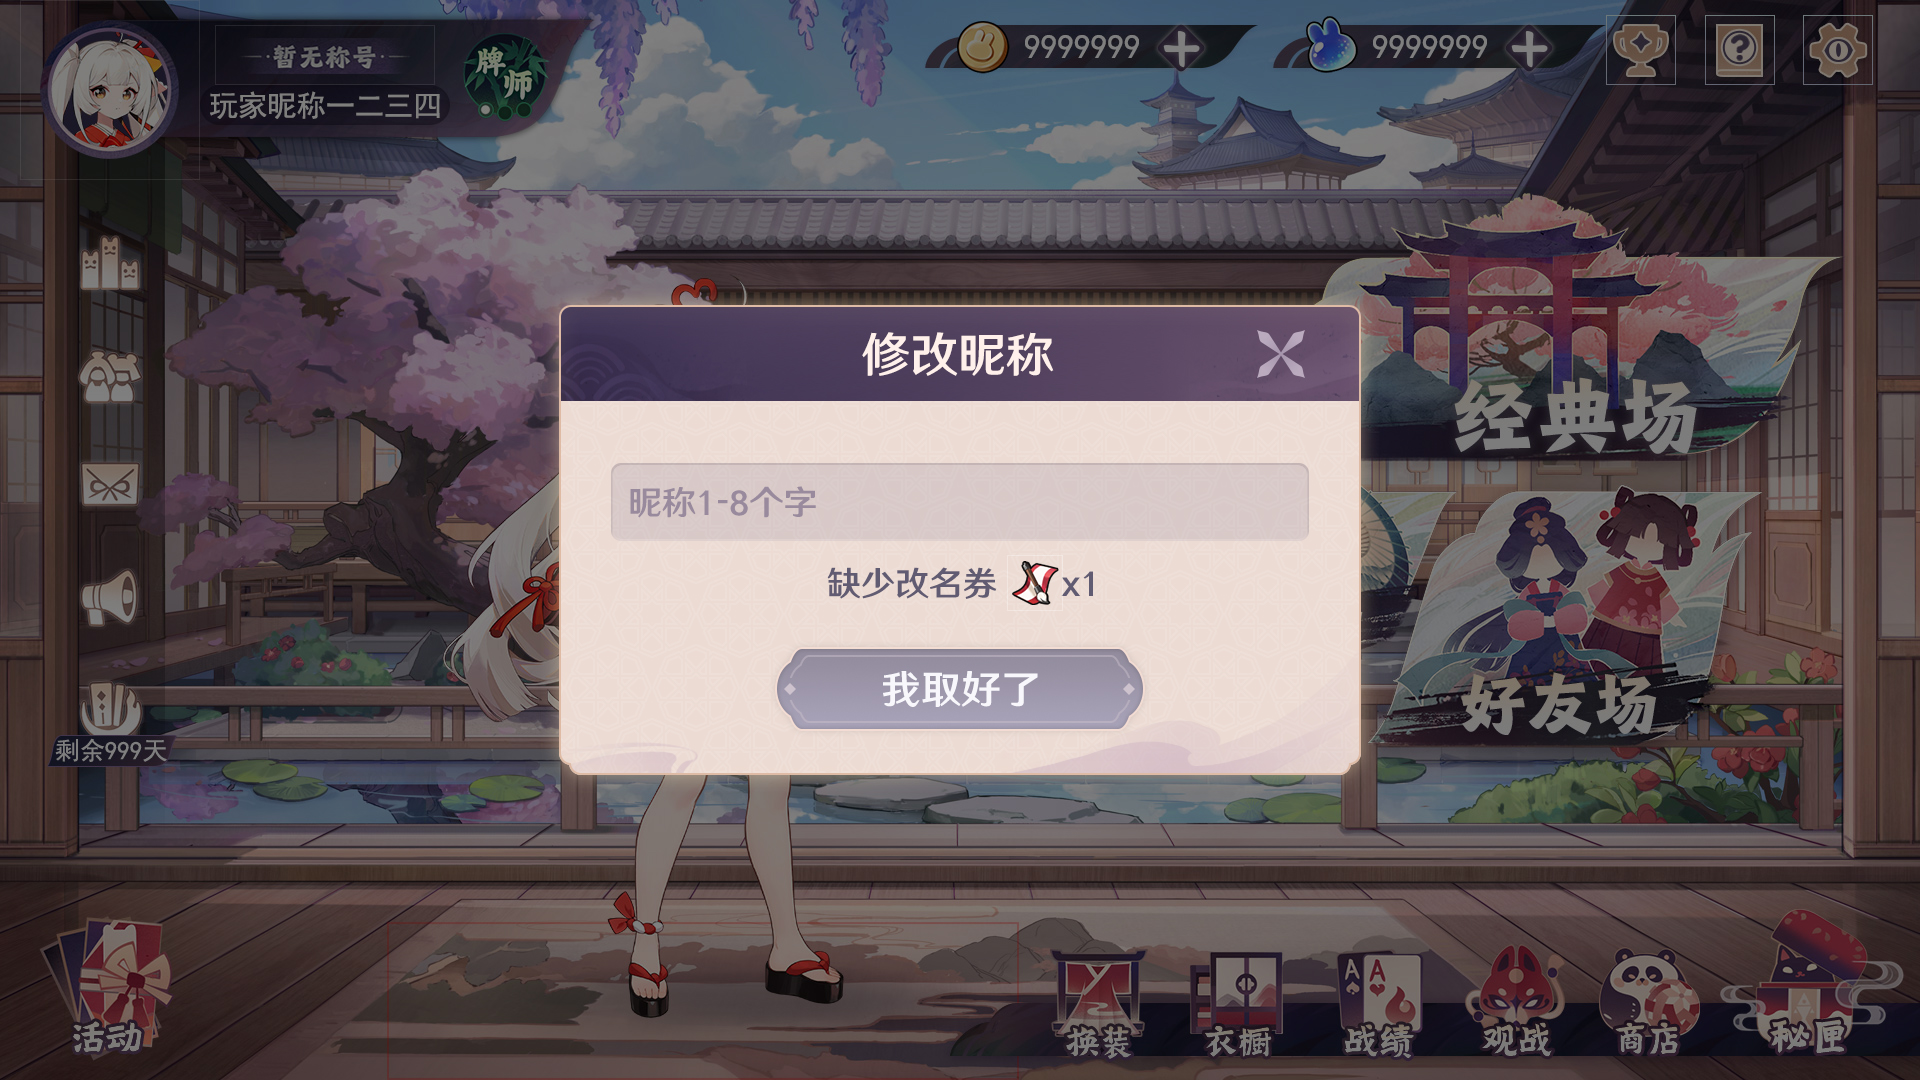 暂无称号
玩家昵称一二三四
牌师
9999999
9999999
修改昵称
昵称1-8个字
缺少改名券 x1
我取好了
经典场
好友场
剩余999天
活动
换装
衣橱
A A
战绩
观战
商店
秘匣